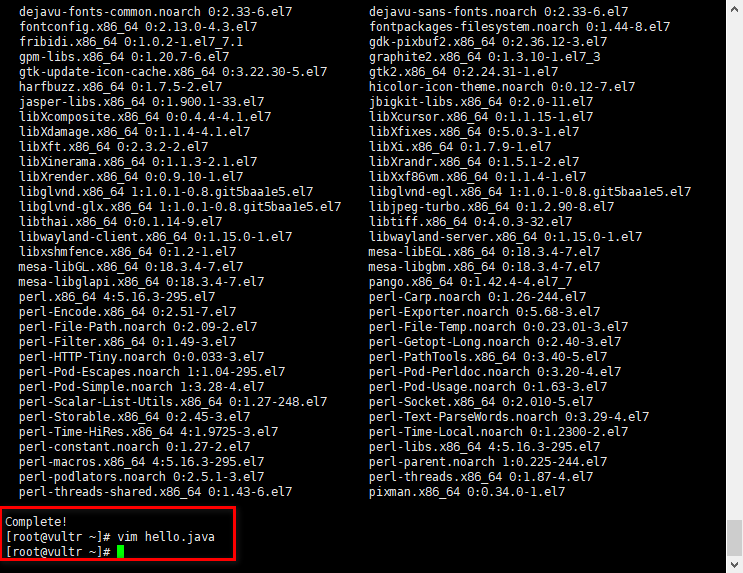 dejavu-fonts-common.noarch 0:2.33-6.el7 dejavu-sans-fonts.noarch 0:2.33-6.el7
fontconfig.x86_64 0:2.13.0-4.3.el7 fontpackages-filesystem.noarch 0:1.44-8.el7
fribidi.x86_64 0:1.0.2-1.el7_7.1 gdk-pixbuf2.x86_64 0:2.36.12-3.el7
gpm-libs.x86_64 0:1.20.7-6.el7 graphite2.x86_64 0:1.3.10-1.el7_3
gtk-update-icon-cache.x86_64 0:3.22.30-5.el7 gtk2.x86_64 0:2.24.31-1.el7
harfbuzz.x86_64 0:1.7.5-2.el7 hicolor-icon-theme.noarch 0:0.12-7.el7
jasper-libs.x86_64 0:1.900.1-33.el7 jbigkit-libs.x86_64 0:2.0-11.el7
libXcomposite.x86_64 0:0.4.4-4.1.el7 libXcursor.x86_64 0:1.1.15-1.el7
libXdamage.x86_64 0:1.1.4-4.1.el7 libXfixes.x86_64 0:5.0.3-1.el7
libXft.x86_64 0:2.3.2-2.el7 libXi.x86_64 0:1.7.9-1.el7
libXinerama.x86_64 0:1.1.3-2.1.el7 libXrandr.x86_64 0:1.5.1-2.el7
libXrender.x86_64 0:0.9.10-1.el7 libXxf86vm.x86_64 0:1.1.4-1.el7
libglvnd.x86_64 1:1.0.1-0.8.git5baa1e5.el7 libglvnd-egl.x86_64 1:1.0.1-0.8.git5baa1e5.el7
libglvnd-glx.x86_64 1:1.0.1-0.8.git5baa1e5.el7 libjpeg-turbo.x86_64 0:1.2.90-8.el7
libthai.x86_64 0:0.1.14-9.el7 libtiff.x86_64 0:4.0.3-32.el7
libwayland-client.x86_64 0:1.15.0-1.el7 libwayland-server.x86_64 0:1.15.0-1.el7
libxshmfence.x86_64 0:1.2-1.el7 mesa-libEGL.x86_64 0:18.3.4-7.el7
mesa-libGL.x86_64 0:18.3.4-7.el7 mesa-libgbm.x86_64 0:18.3.4-7.el7
mesa-libglapi.x86_64 0:18.3.4-7.el7 pango.x86_64 0:1.42.4-4.el7_7
perl.x86_64 4:5.16.3-295.el7 perl-Carp.noarch 0:1.26-244.el7
perl-Encode.x86_64 0:2.51-7.el7 perl-Exporter.noarch 0:5.68-3.el7
perl-File-Path.noarch 0:2.09-2.el7 perl-File-Temp.noarch 0:0.23.01-3.el7
perl-Filter.x86_64 0:1.49-3.el7 perl-Getopt-Long.noarch 0:2.40-3.el7
perl-HTTP-Tiny.noarch 0:0.033-3.el7 perl-PathTools.x86_64 0:3.40-5.el7
perl-Pod-Escapes.noarch 1:1.04-295.el7 perl-Pod-Perldoc.noarch 0:3.20-4.el7
perl-Pod-Simple.noarch 1:3.28-4.el7 perl-Pod-Usage.noarch 0:1.63-3.el7
perl-Scalar-List-Utils.x86_64 0:1.27-248.el7 perl-Socket.x86_64 0:2.010-5.el7
perl-Storable.x86_64 0:2.45-3.el7 perl-Text-ParseWords.noarch 0:3.29-4.el7
perl-Time-HiRes.x86_64 4:1.9725-3.el7 perl-Time-Local.noarch 0:1.2300-2.el7
perl-constant.noarch 0:1.27-2.el7 perl-libs.x86_64 4:5.16.3-295.el7
perl-macros.x86_64 4:5.16.3-295.el7 perl-parent.noarch 1:0.225-244.el7
perl-podlators.noarch 0:2.5.1-3.el7 perl-threads.x86_64 0:1.87-4.el7
perl-threads-shared.x86_64 0:1.43-6.el7 pixman.x86_64 0:0.34.0-1.el7
Complete!
[root@vultr ~]# vim hello.java
[root@vultr ~]#